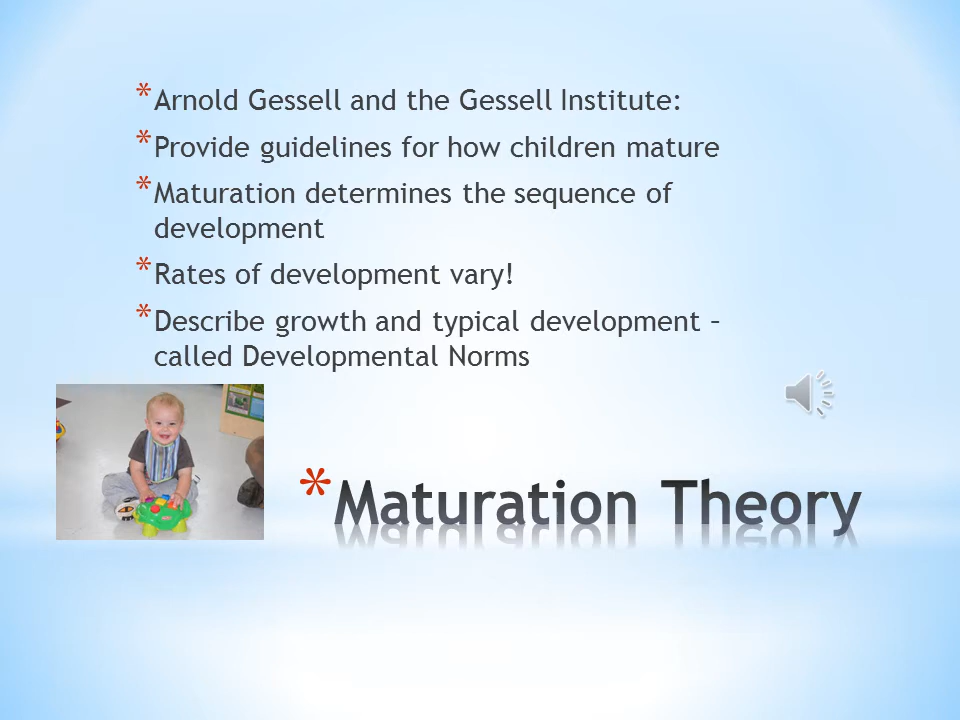 * Arnold Gessell and the Gessell Institute:
* Provide guidelines for how children mature
* Maturation determines the sequence of
development
* Rates of development vary!
* Describe growth and typical development –
called Developmental Norms
* Maturation Theory